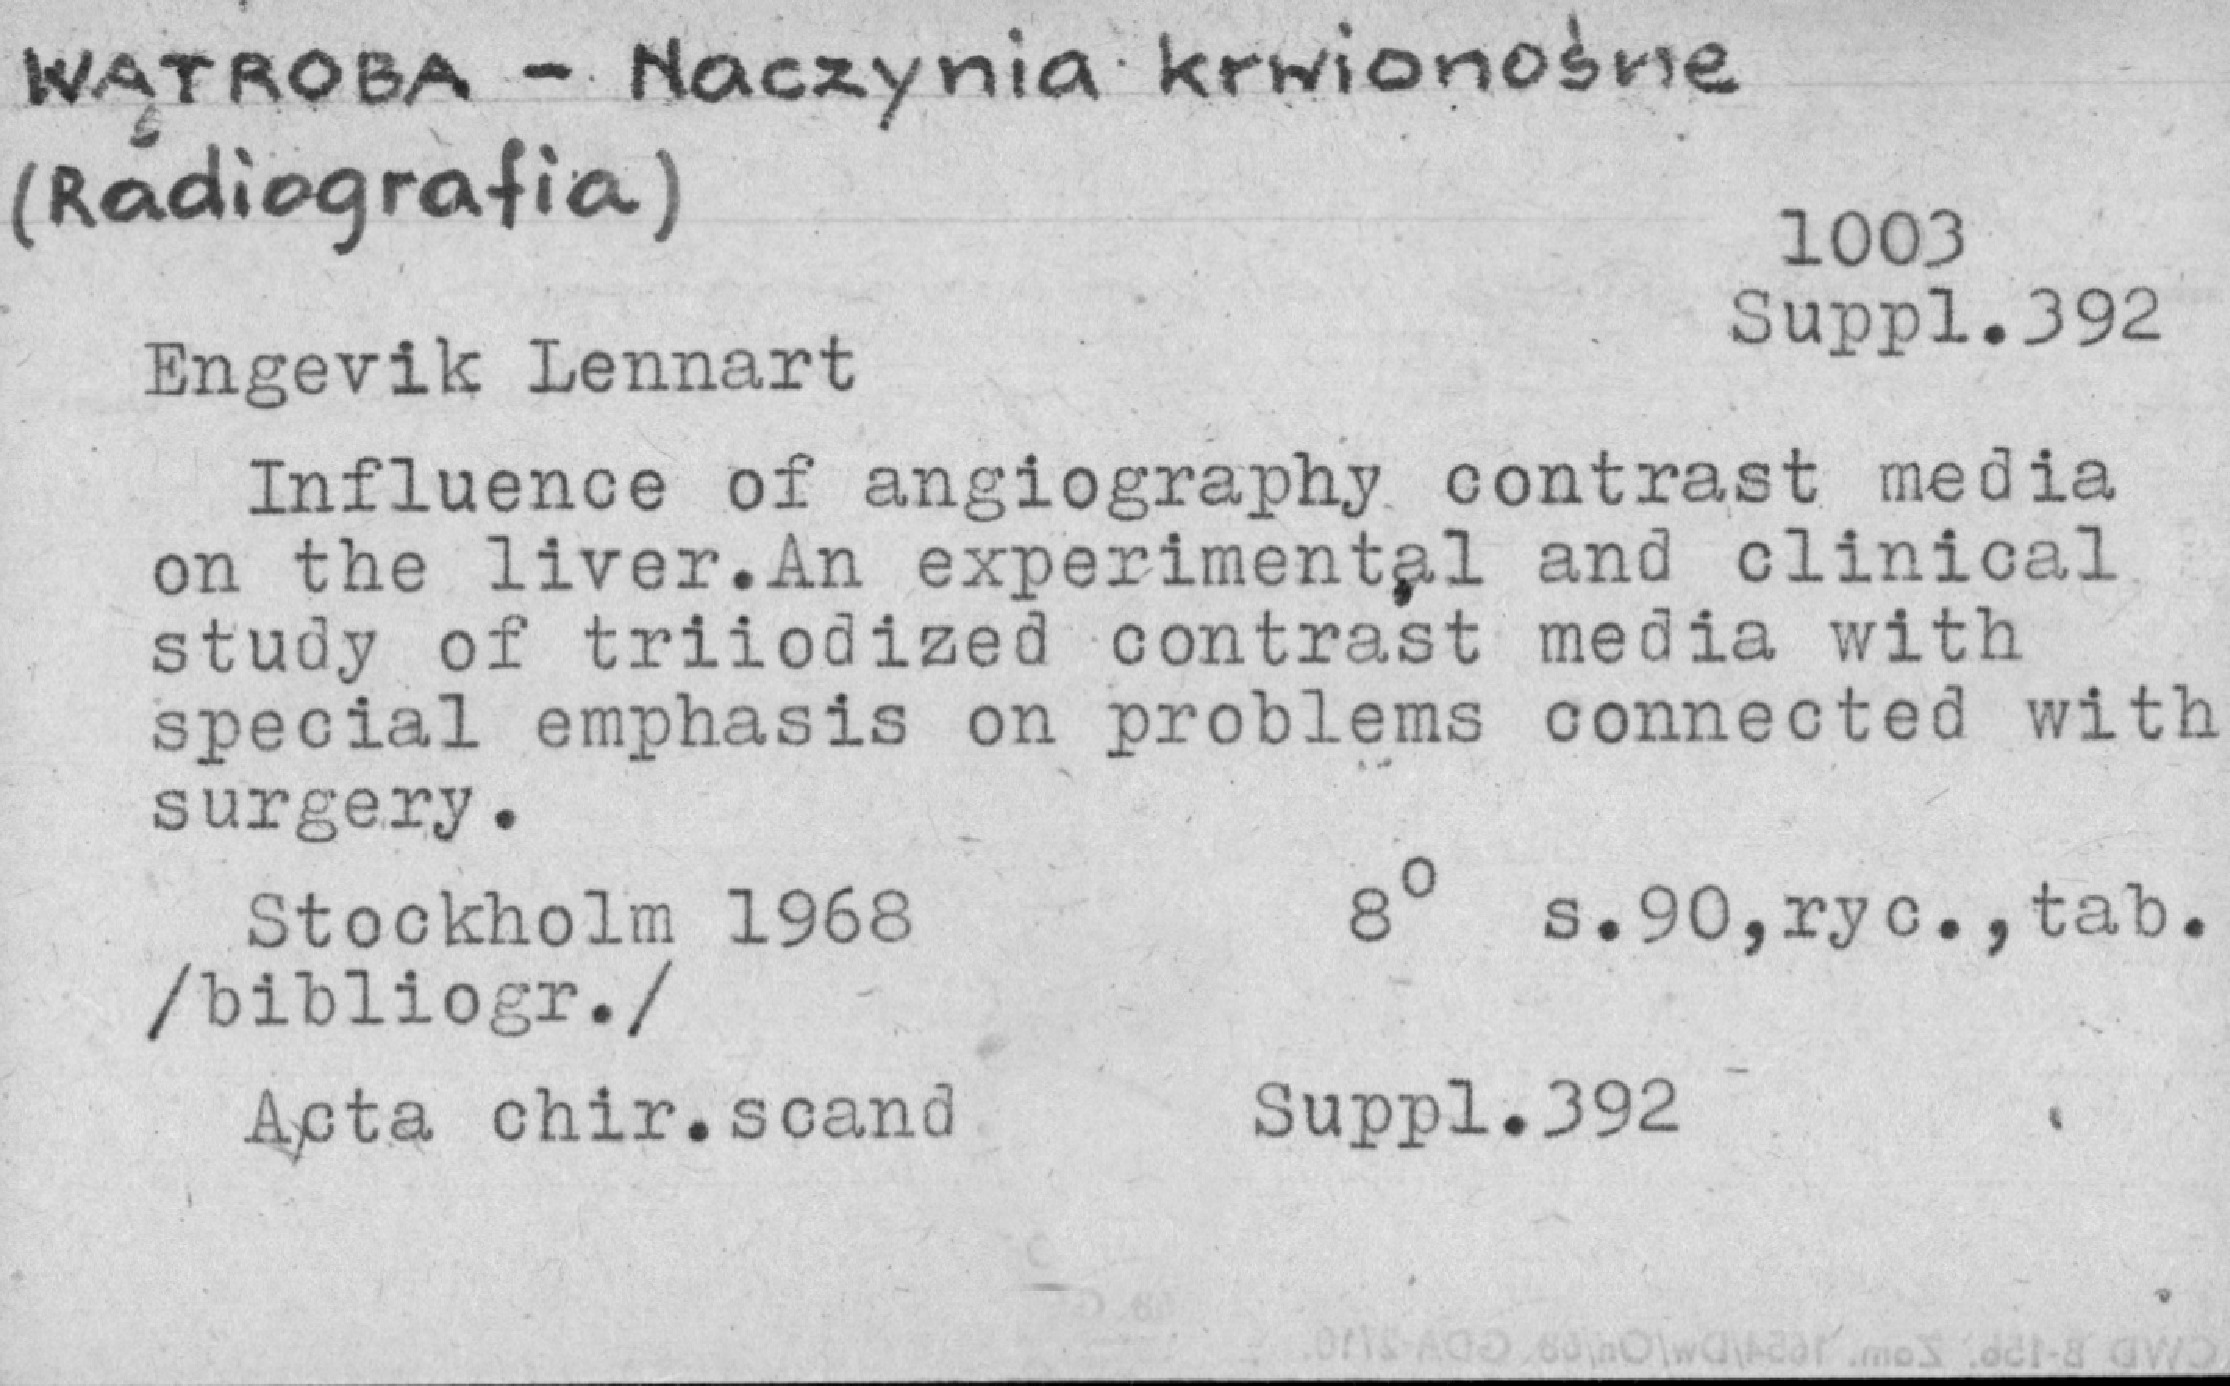 WĄTROBA - Naczynia krwionośne
(Radiografia)
1003
Suppl.392
Engevik Lennart
Influence of angiography contrast media
on the liver.An experimental and clinical
study of triiodized contrast media with
special emphasis on problems connected with
surgery.
Stockholm 1968 8° s.90,ryc.,tab.
/bibliogr./
Acta chir.scand Suppl.392